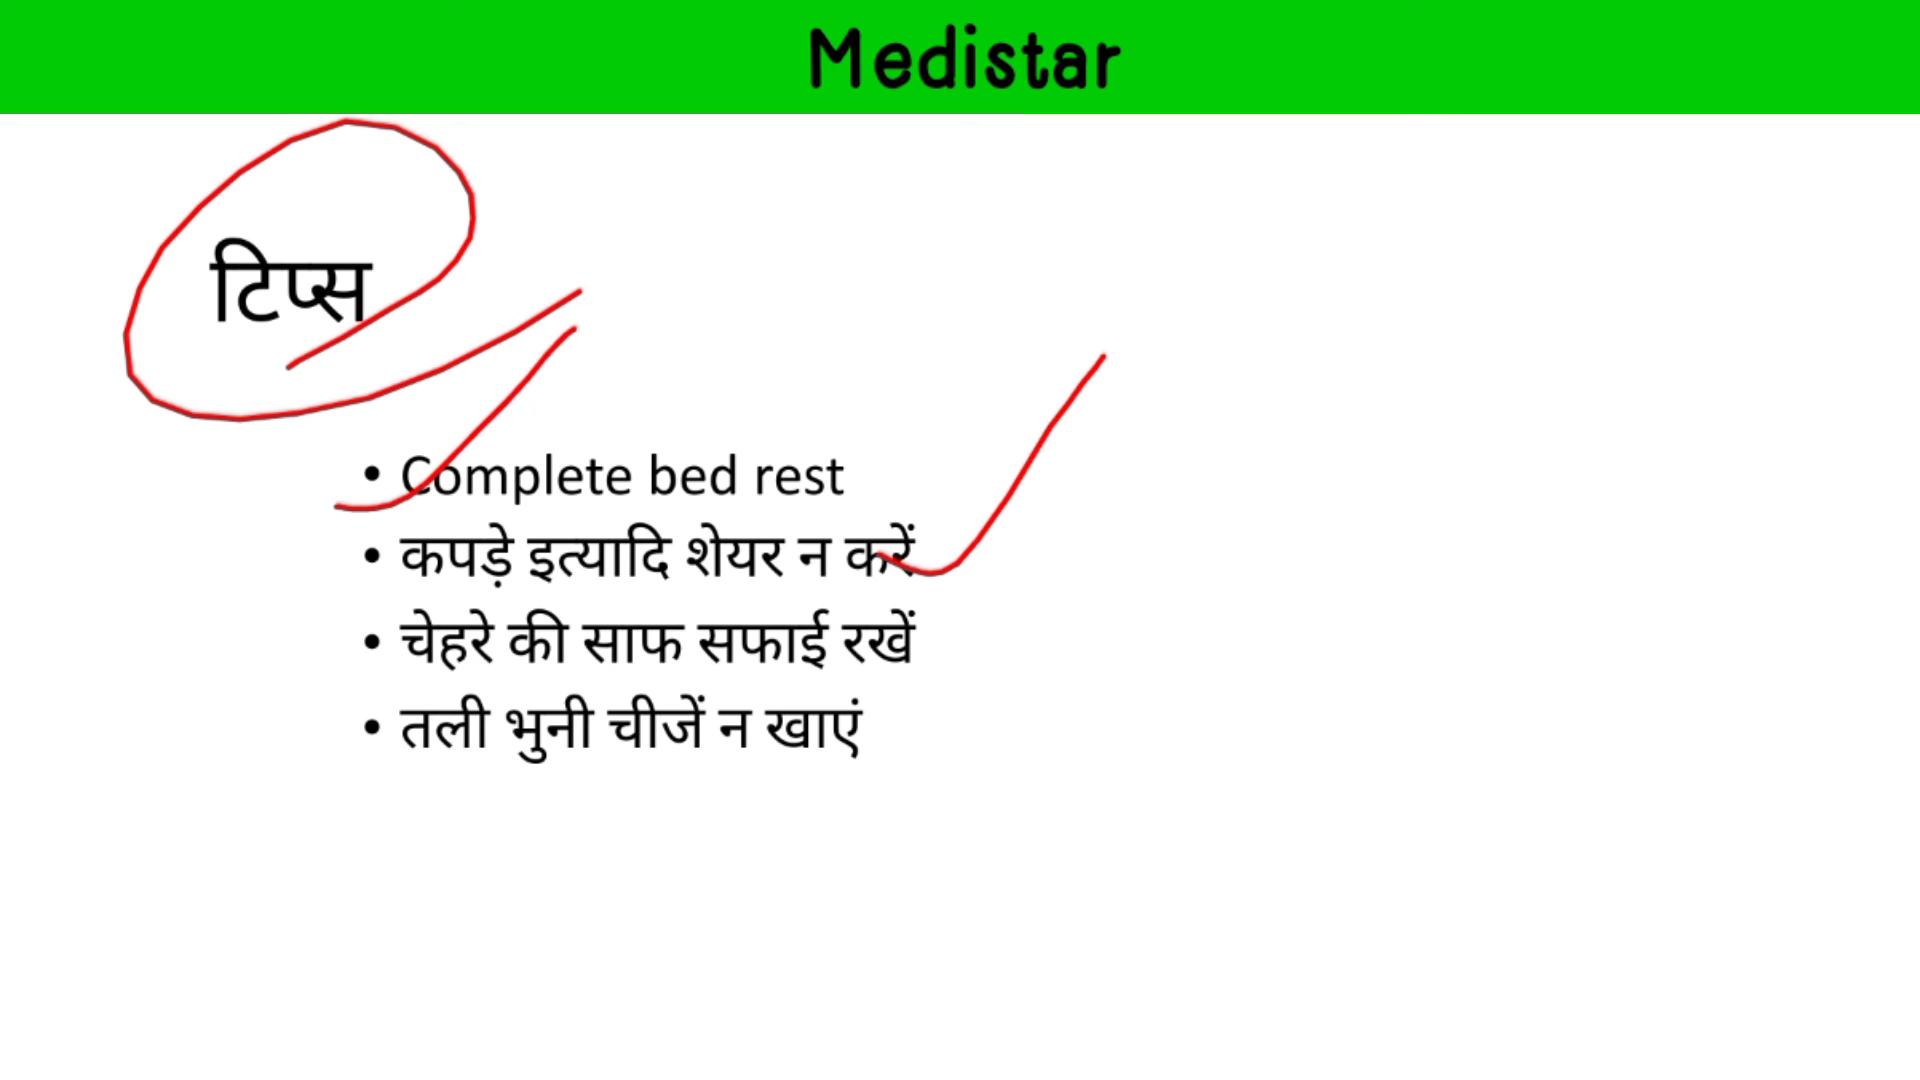 Medistar
टिप्स
• Complete bed rest
• कपड़े इत्यादि शेयर न करें
• चेहरे की साफ सफाई रखें
• तली भुनी चीजें न खाएं